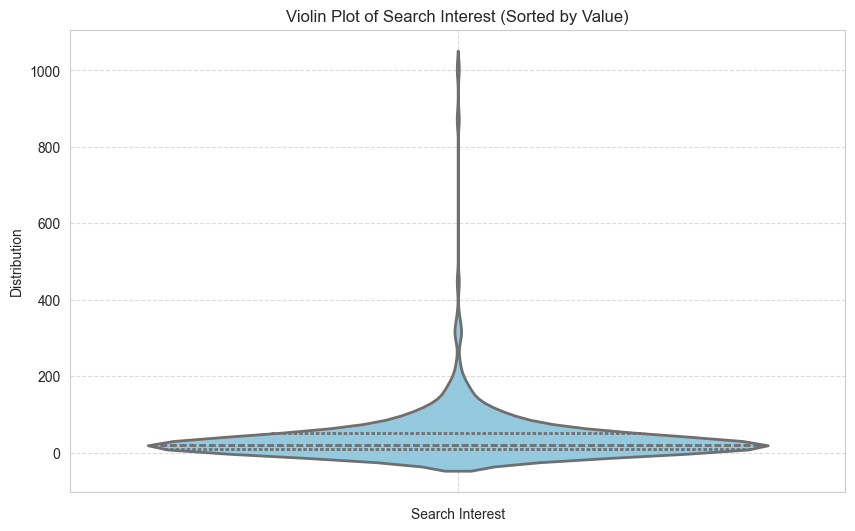 Violin Plot of Search Interest (Sorted by Value)
1000
800
600
400
200
0
Distribution
Search Interest